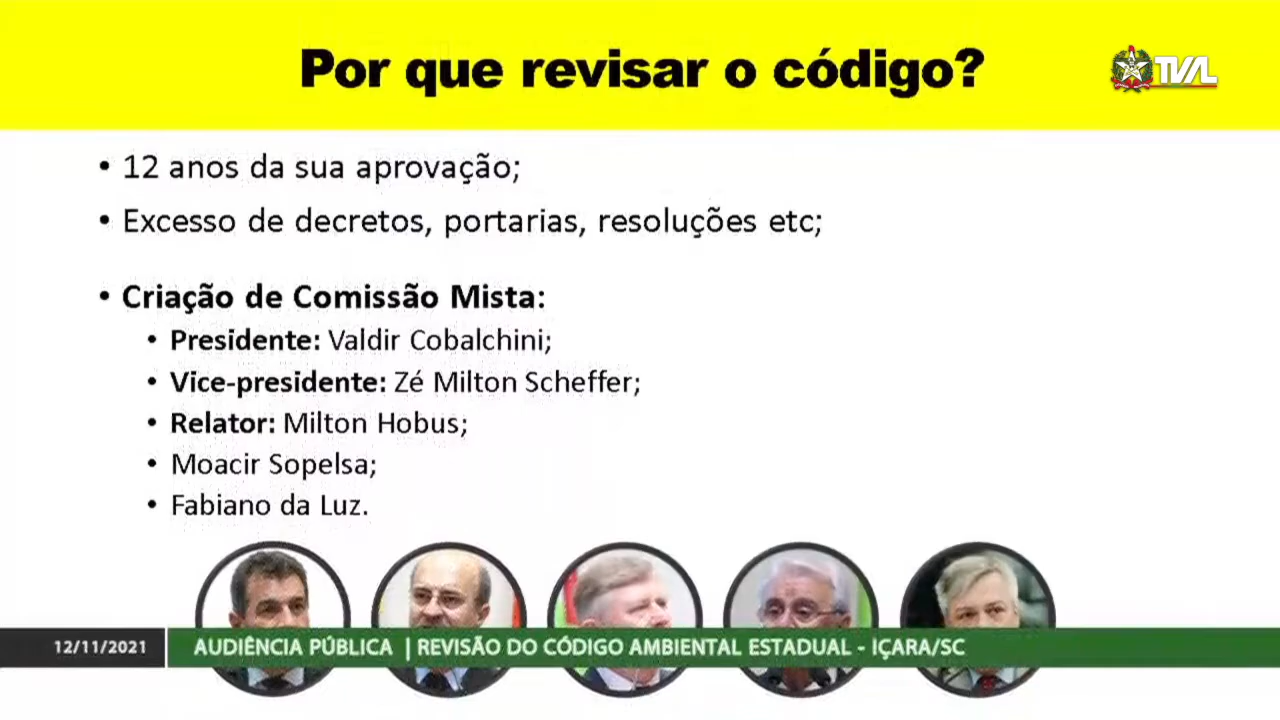 Por que revisar o código?
TVAL
• 12 anos da sua aprovação;
• Excesso de decretos, portarias, resoluções etc;
• Criação de Comissão Mista:
• Presidente: Valdir Cobalchini;
• Vice-presidente: Zé Milton Scheffer;
• Relator: Milton Hobus;
• Moacir Sopelsa;
• Fabiano da Luz.
12/11/2021 AUDIÊNCIA PÚBLICA | REVISÃO DO CÓDIGO AMBIENTAL ESTADUAL - IÇARA/SC